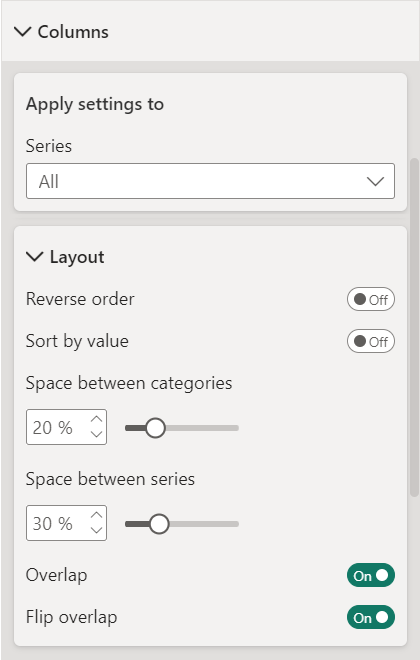 Columns
Apply settings to
Series
All
Layout
Reverse order Off
Sort by value Off
Space between categories
20 %
Space between series
30 %
Overlap On
Flip overlap On